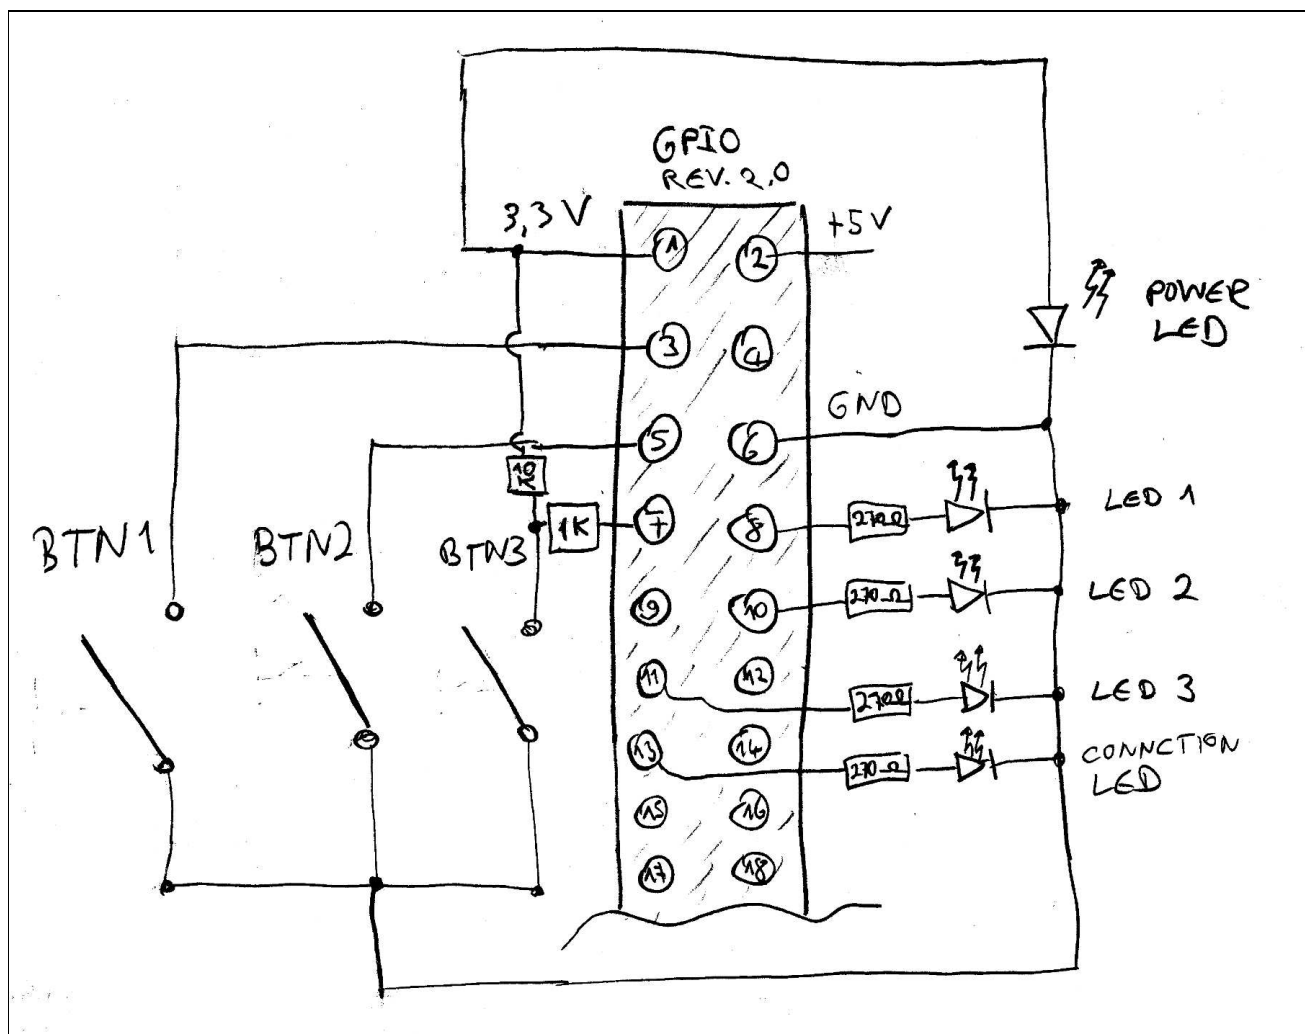 GPIO
REV. 2,0
3,3 V
+5V
1
2
3
4
POWER
LED
GND
5
6
10
K
1K
7
8
270Ω
LED 1
BTN1
BTN2
BTN3
9
10
270Ω
LED 2
11
12
270Ω
LED 3
13
14
270Ω
CONNCTION
LED
15
16
17
18